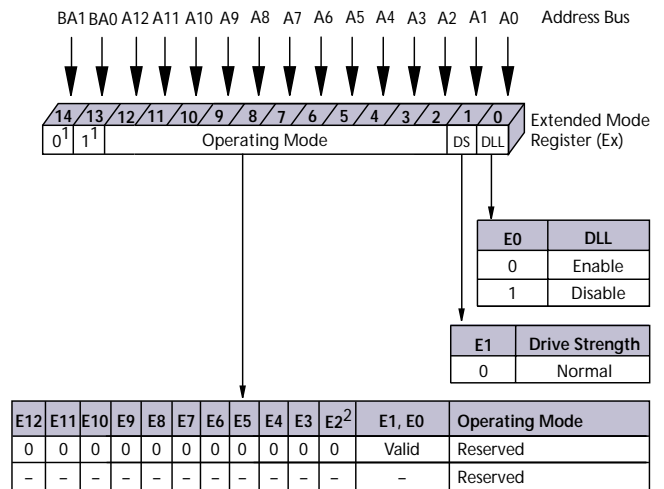 BA1 BA0 A12 A11 A10 A9 A8 A7 A6 A5 A4 A3 A2 A1 A0 Address Bus
14 13 12 11 10 9 8 7 6 5 4 3 2 1 0 Extended Mode
0¹ 1¹ Operating Mode DS DLL Register (Ex)
E0 DLL
0 Enable
1 Disable
E1 Drive Strength
0 Normal
E12 E11 E10 E9 E8 E7 E6 E5 E4 E3 E2² E1, E0 Operating Mode
0 0 0 0 0 0 0 0 0 0 0 Valid Reserved
– – – – – – – – – – – – Reserved